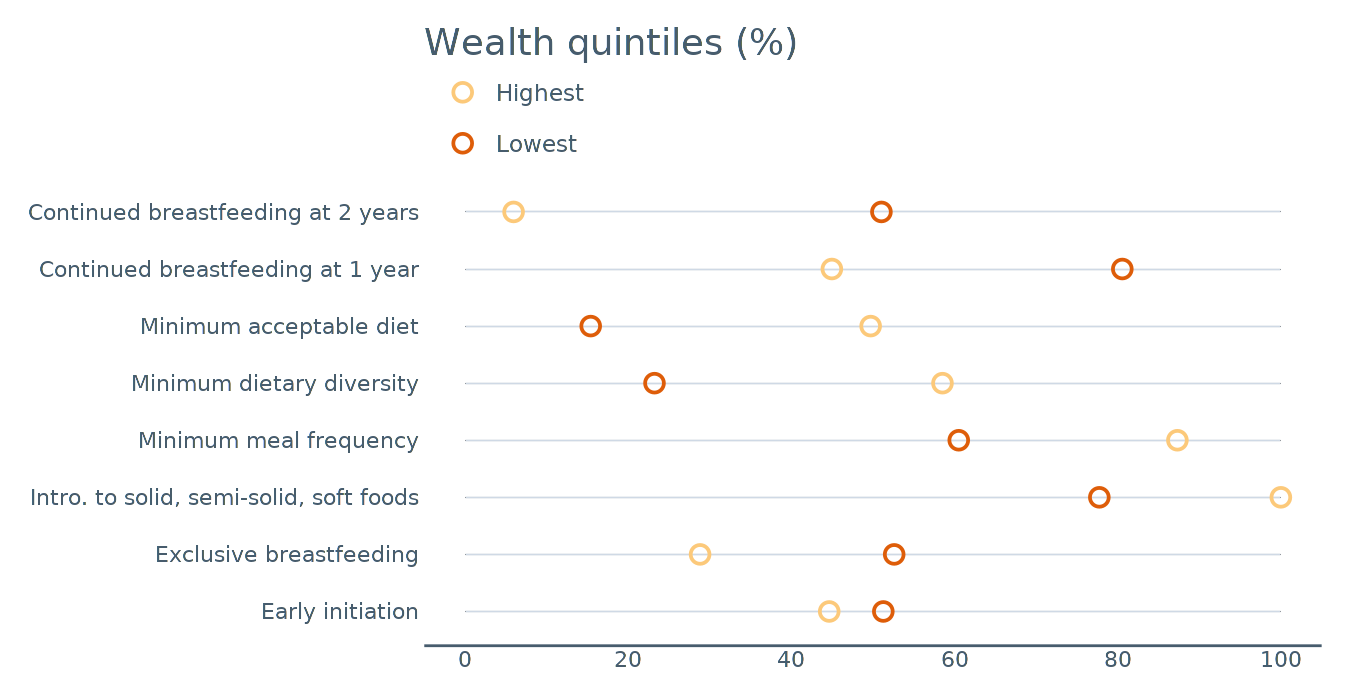 Wealth quintiles (%)
Highest
Lowest
Continued breastfeeding at 2 years
Continued breastfeeding at 1 year
Minimum acceptable diet
Minimum dietary diversity
Minimum meal frequency
Intro. to solid, semi-solid, soft foods
Exclusive breastfeeding
Early initiation
0 20 40 60 80 100